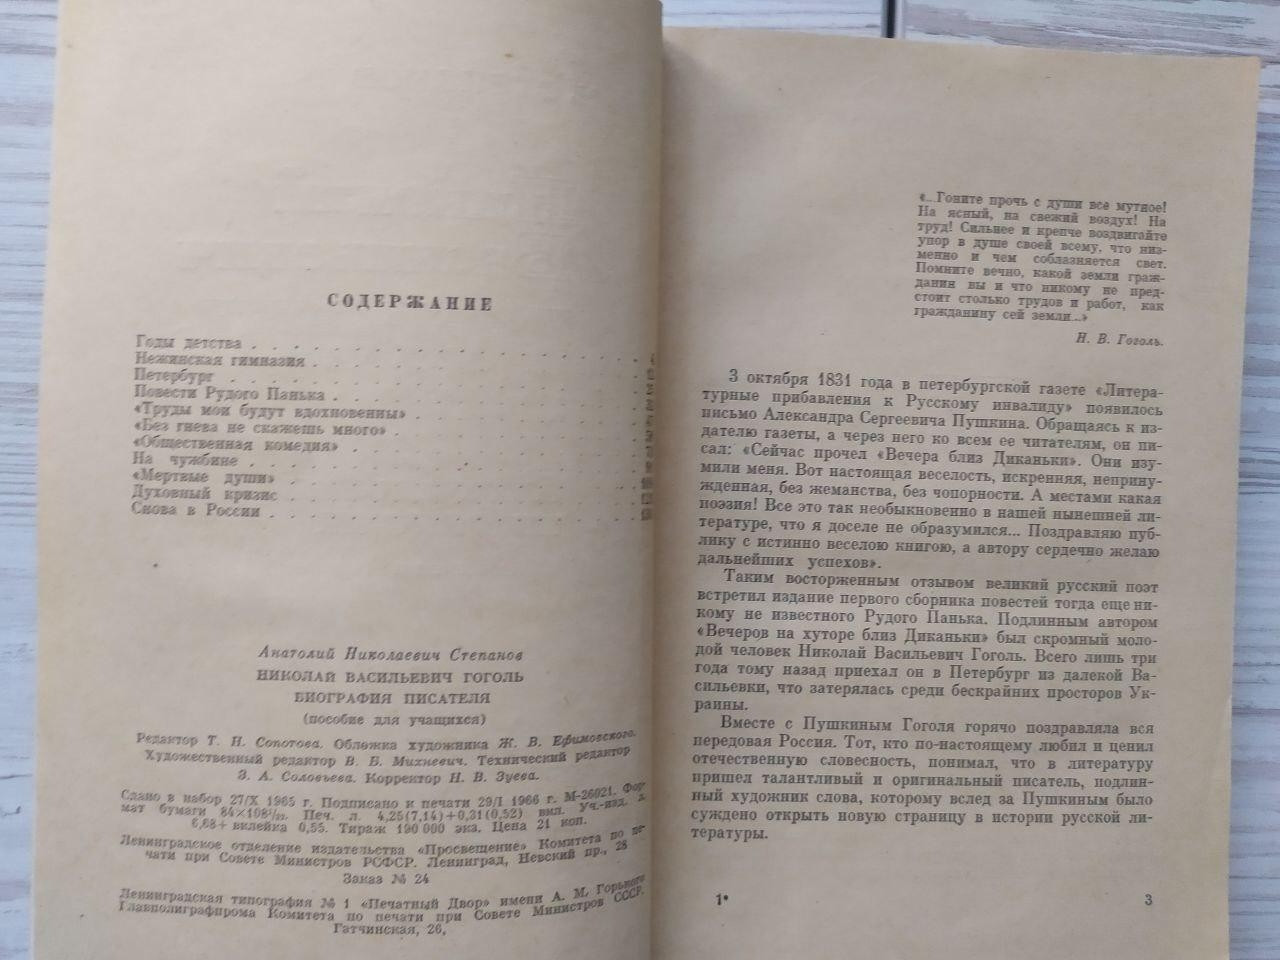 СОДЕРЖАНИЕ
Годы детства
Нежинская гимназия
Петербург
Повести Рудого Панька
«Труды мои будут вдохновенны»
«Без гнева не скажешь много»
«Общественная комедия»
На чужбине
«Мертвые души»
Духовный кризис
Снова в России
Анатолий Николаевич Степанов
НИКОЛАЙ ВАСИЛЬЕВИЧ ГОГОЛЬ
БИОГРАФИЯ ПИСАТЕЛЯ
(пособие для учащихся)
Редактор Т. Н. Сопотова. Обложка художника Ж. В. Ефимовского.
Художественный редактор В. Б. Михневич. Технический редактор
З. А. Соловьева. Корректор Н. В. Зуева.
Сдано в набор 27/X 1965 г. Подписано к печати 29/I 1966 г. М-26021. Фор-
мат бумаги 84×108¹/₃₂. Печ. л. 4,25(7,14)+0,31(0,52) вкл. Уч.-изд. л.
6,68+вклейка 0,55. Тираж 190 000 экз. Цена 21 коп.
Ленинградское отделение издательства «Просвещение» Комитета по пе-
чати при Совете Министров РСФСР. Ленинград, Невский пр., 28
Заказ № 24
Ленинградская типография № 1 «Печатный Двор» имени А. М. Горького
Главполиграфпрома Комитета по печати при Совете Министров СССР.
Гатчинская, 26.
«...Гоните прочь с души все мутное!
На ясный, на свежий воздух! На
труд! Сильнее и крепче воздвигайте
упор в душе своей всему, что низ-
менно и чем соблазняется свет.
Помните вечно, какой земли граж-
дания вы и что никому не пред-
стоит столько трудов и работ, как
гражданину сей земли...»
Н. В. Гоголь.
3 октября 1831 года в петербургской газете «Литера-
турные прибавления к Русскому инвалиду» появилось
письмо Александра Сергеевича Пушкина. Обращаясь к из-
дателю газеты, а через него ко всем ее читателям, он пи-
сал: «Сейчас прочел «Вечера близ Диканьки». Они изу-
мили меня. Вот настоящая веселость, искренняя, неприну-
жденная, без жеманства, без чопорности. А местами какая
поэзия! Все это так необыкновенно в нашей нынешней ли-
тературе, что я доселе не образумился... Поздравляю пуб-
лику с истинно веселою книгою, а автору сердечно желаю
дальнейших успехов».
Таким восторженным отзывом великий русский поэт
встретил издание первого сборника повестей тогда еще ни-
кому не известного Рудого Панька. Подлинным автором
«Вечеров на хуторе близ Диканьки» был скромный моло-
дой человек Николай Васильевич Гоголь. Всего лишь три
года тому назад приехал он в Петербург из далекой Ва-
сильевки, что затерялась среди бескрайних просторов Ук-
раины.
Вместе с Пушкиным Гоголя горячо поздравляла вся
передовая Россия. Тот, кто по-настоящему любил и ценил
отечественную словесность, понимал, что в литературу
пришел талантливый и оригинальный писатель, подлин-
ный художник слова, которому вслед за Пушкиным было
суждено открыть новую страницу в истории русской ли-
тературы.
1*
3